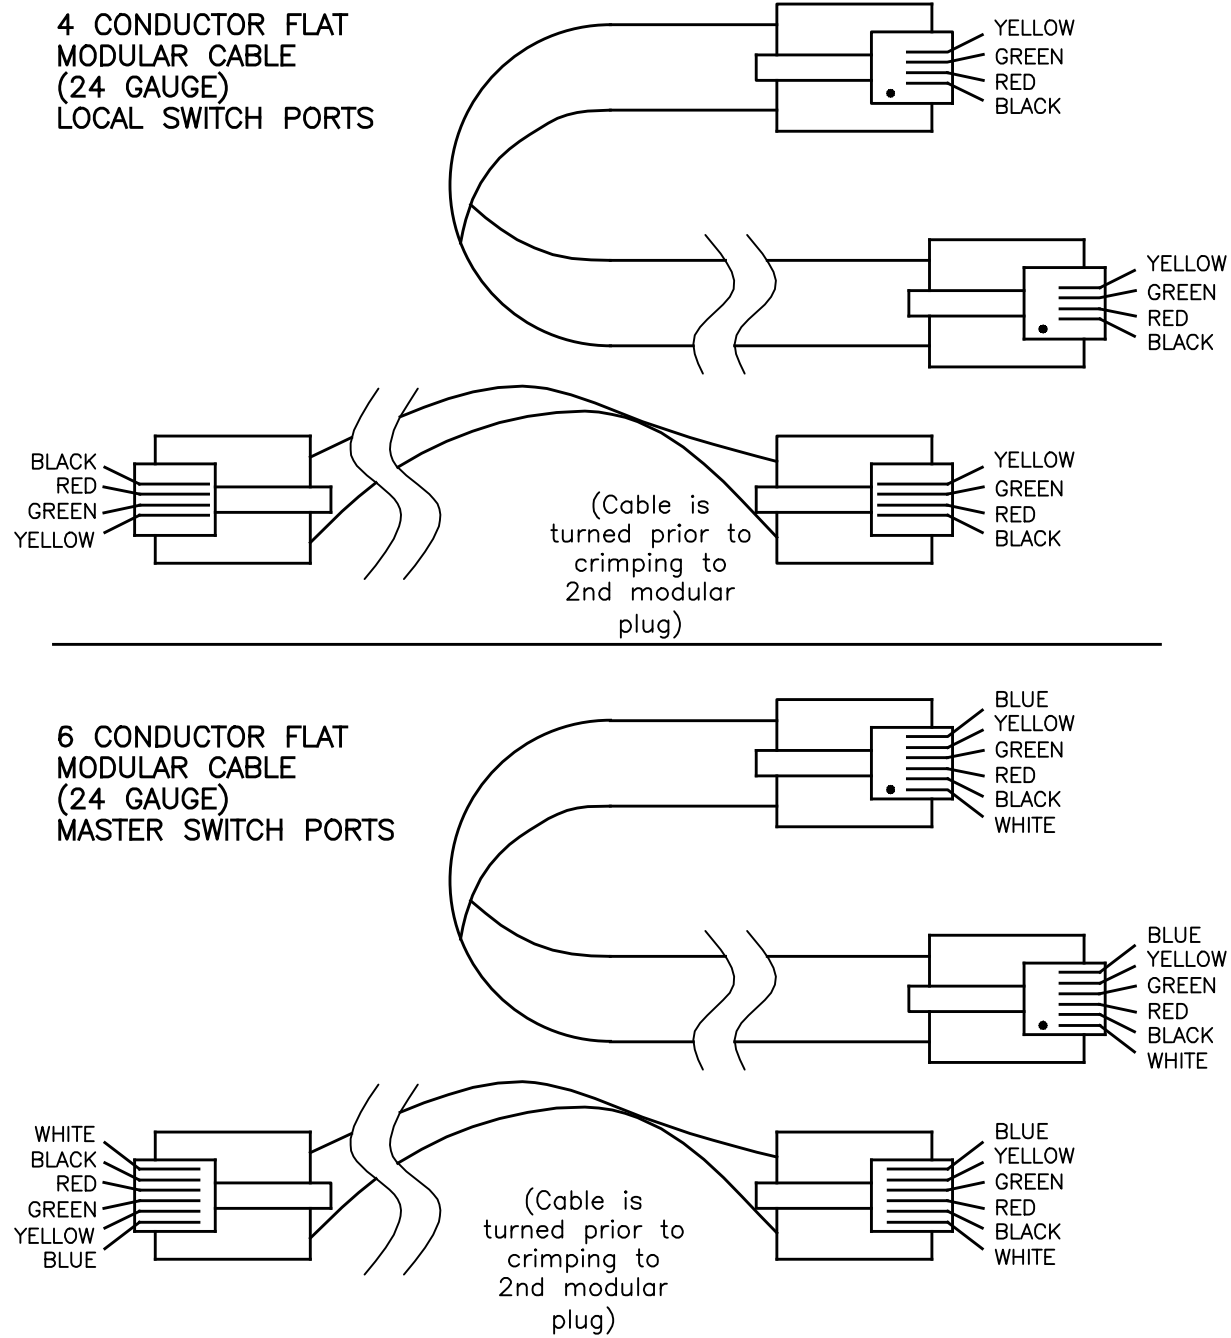 4 CONDUCTOR FLAT
MODULAR CABLE
(24 GAUGE)
LOCAL SWITCH PORTS
YELLOW
GREEN
RED
BLACK
YELLOW
GREEN
RED
BLACK
BLACK
RED
GREEN
YELLOW
YELLOW
GREEN
RED
BLACK
(Cable is
turned prior to
crimping to
2nd modular
plug)
6 CONDUCTOR FLAT
MODULAR CABLE
(24 GAUGE)
MASTER SWITCH PORTS
BLUE
YELLOW
GREEN
RED
BLACK
WHITE
BLUE
YELLOW
GREEN
RED
BLACK
WHITE
WHITE
BLACK
RED
GREEN
YELLOW
BLUE
BLUE
YELLOW
GREEN
RED
BLACK
WHITE
(Cable is
turned prior to
crimping to
2nd modular
plug)